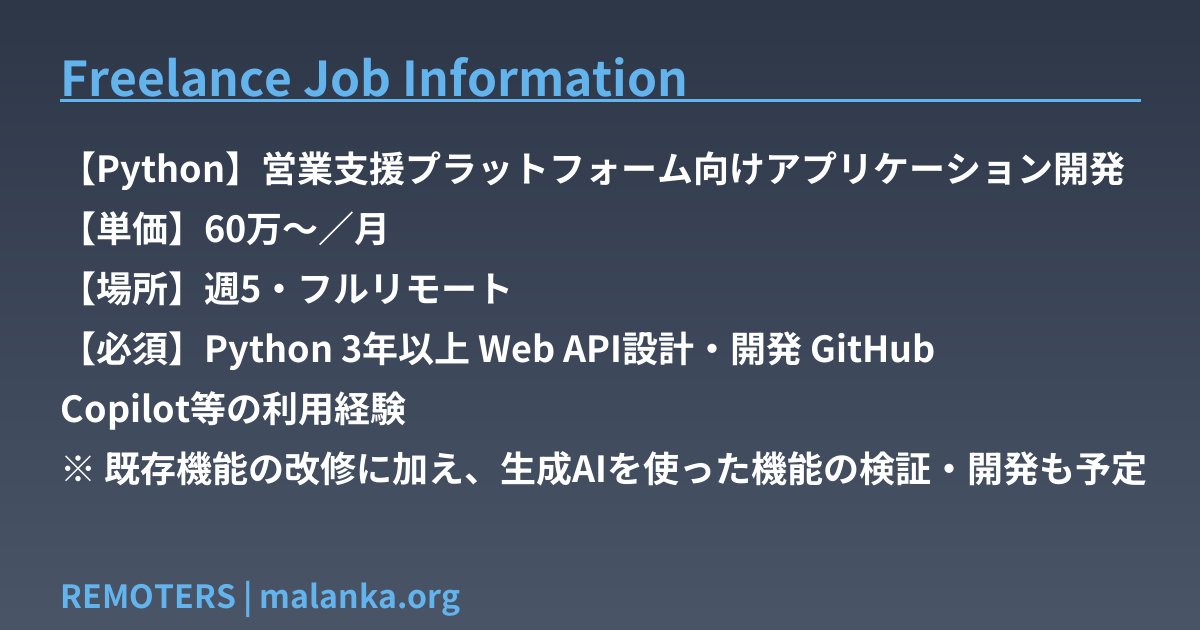 Freelance Job Information
【Python】営業支援プラットフォーム向けアプリケーション開発
【単価】60万〜／月
【場所】週5・フルリモート
【必須】Python 3年以上 Web API設計・開発 GitHub
Copilot等の利用経験
※ 既存機能の改修に加え、生成AIを使った機能の検証・開発も予定
REMOTERS | malanka.org